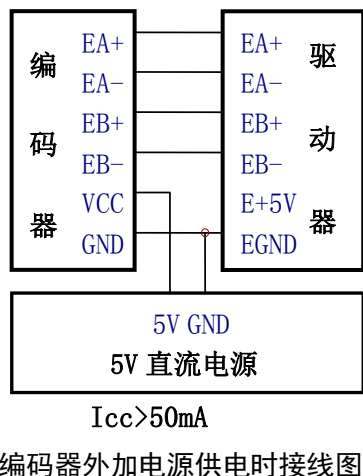 编码器
EA+
EA-
EB+
EB-
VCC
GND
EA+
EA-
EB+
EB-
E+5V
EGND
驱动器
5V GND
5V 直流电源
Icc>50mA
编码器外加电源供电时接线图